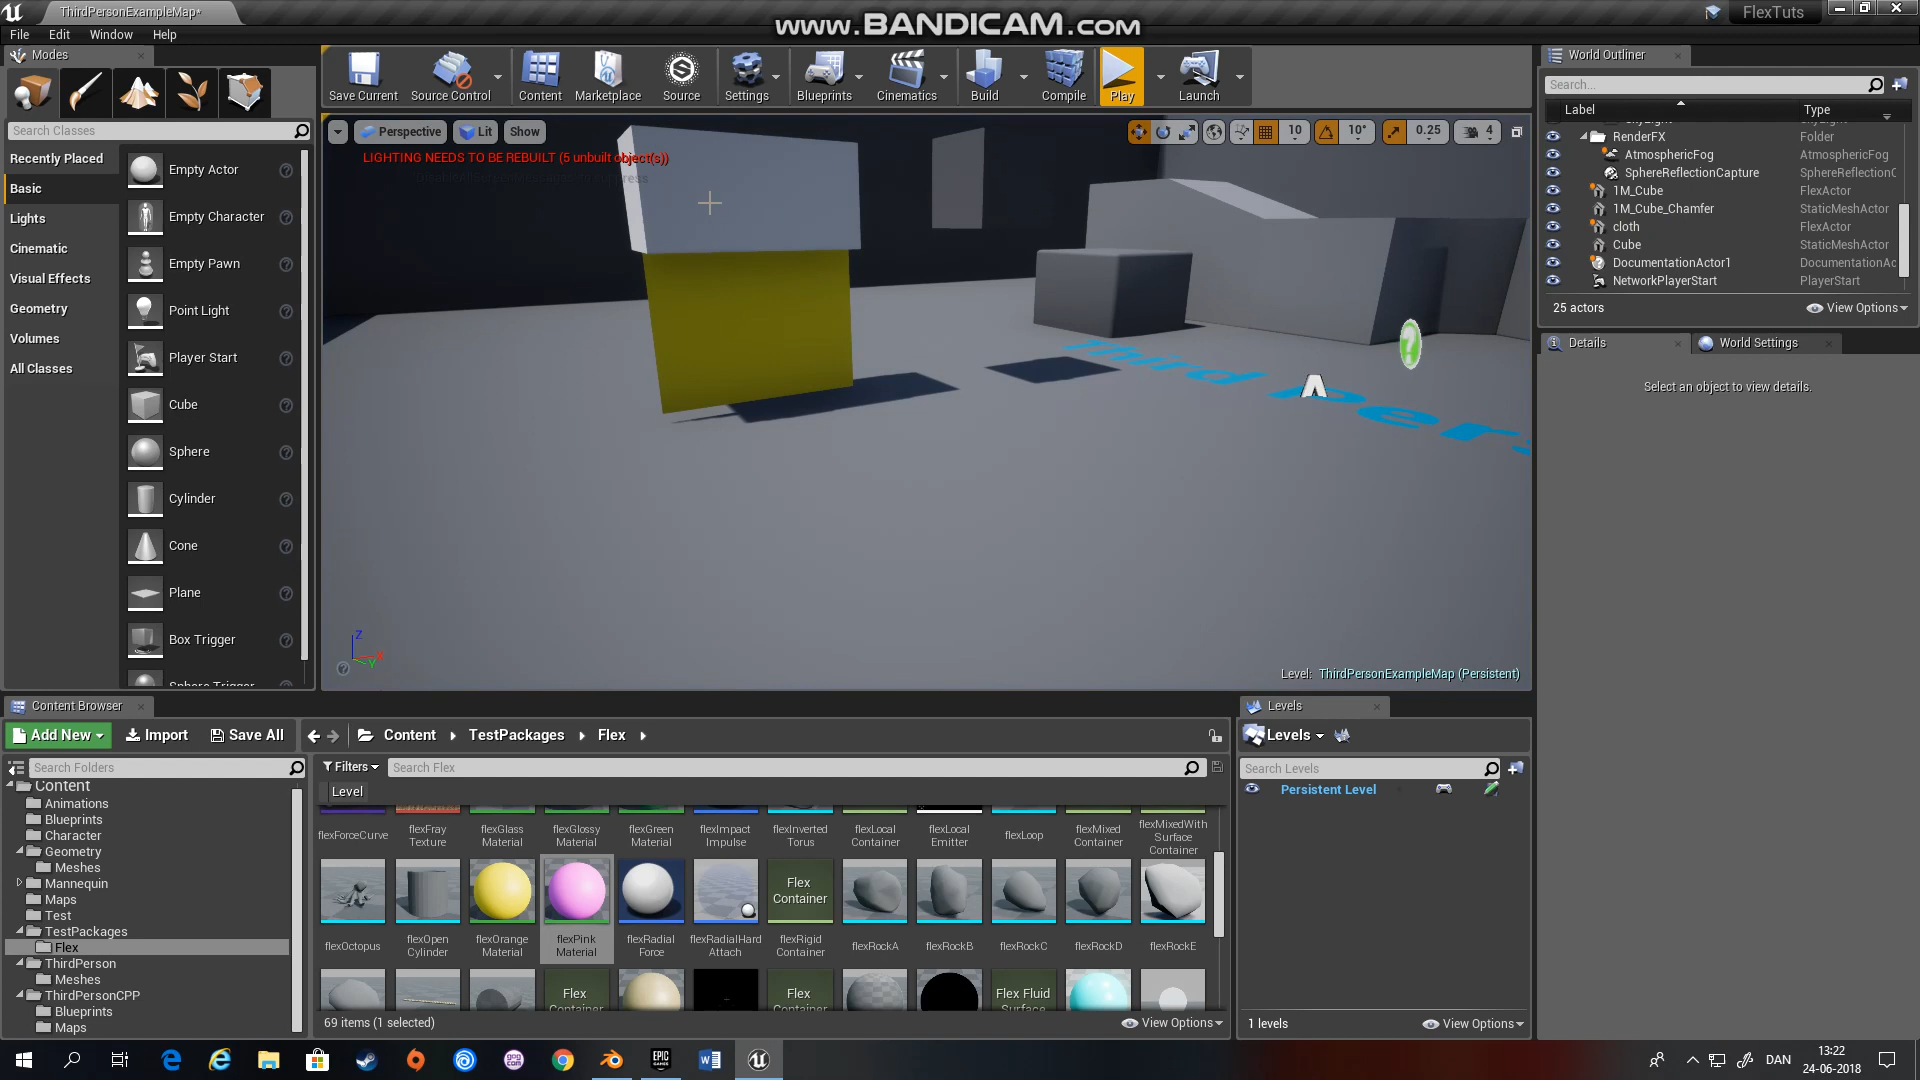 ThirdPersonExampleMap*
www.BANDICAM.com
FlexTuts
File Edit Window Help
Modes
Search Classes
Recently Placed
Basic
Lights
Cinematic
Visual Effects
Geometry
Volumes
All Classes
Empty Actor
Empty Character
Empty Pawn
Point Light
Player Start
Cube
Sphere
Cylinder
Cone
Plane
Box Trigger
Sphere Trigger
Save Current
Source Control
Content
Marketplace
Source
Settings
Blueprints
Cinematics
Build
Compile
Play
Launch
Perspective Lit Show
10 10° 0.25 4
LIGHTING NEEDS TO BE REBUILT (5 unbuilt object(s))
Third Pers
Z
X
Y
Level: ThirdPersonExampleMap (Persistent)
World Outliner
Search...
Label Type
RenderFX Folder
AtmosphericFog AtmosphericFog
SphereReflectionCapture SphereReflectionC
1M_Cube FlexActor
1M_Cube_Chamfer StaticMeshActor
cloth FlexActor
Cube StaticMeshActor
DocumentationActor1 DocumentationAc
NetworkPlayerStart PlayerStart
25 actors View Options
Details World Settings
Select an object to view details.
Content Browser
Add New Import Save All Content TestPackages Flex
Search Folders
Content
Animations
Blueprints
Character
Geometry
Meshes
Mannequin
Maps
Test
TestPackages
Flex
ThirdPerson
Meshes
ThirdPersonCPP
Blueprints
Maps
Filters Search Flex
Level
flexForceCurve
flexFray Texture
flexGlass Material
flexGlossy Material
flexGreen Material
flexImpact Impulse
flexInverted Torus
flexLocal Container
flexLocal Emitter
flexLoop
flexMixed Container
flexMixedWith Surface Container
Flex Container
flexOctopus
flexOpen Cylinder
flexOrange Material
flexPink Material
flexRadial Force
flexRadialHard Attach
flexRigid Container
flexRockA
flexRockB
flexRockC
flexRockD
flexRockE
Flex Container
Flex Container
Flex Fluid Surface
69 items (1 selected) View Options
Levels
Levels
Search Levels
Persistent Level
1 levels View Options
DAN
13:22
24-06-2018